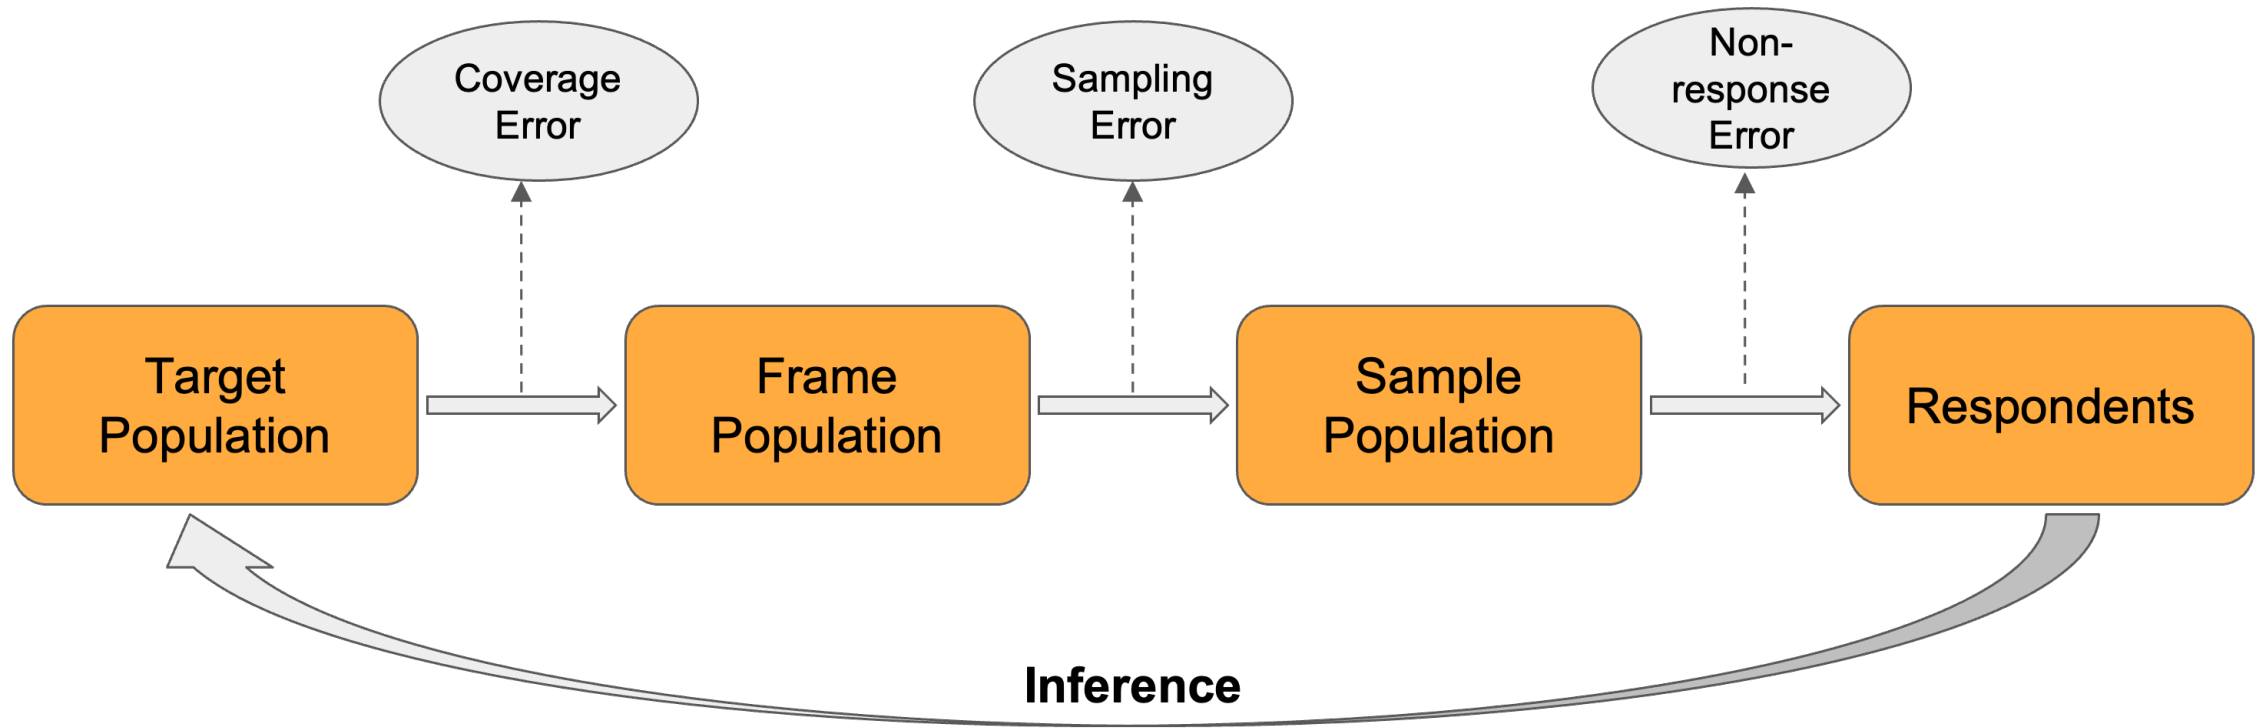 Coverage
Error
Sampling
Error
Non-
response
Error
Target
Population
Frame
Population
Sample
Population
Respondents
Inference